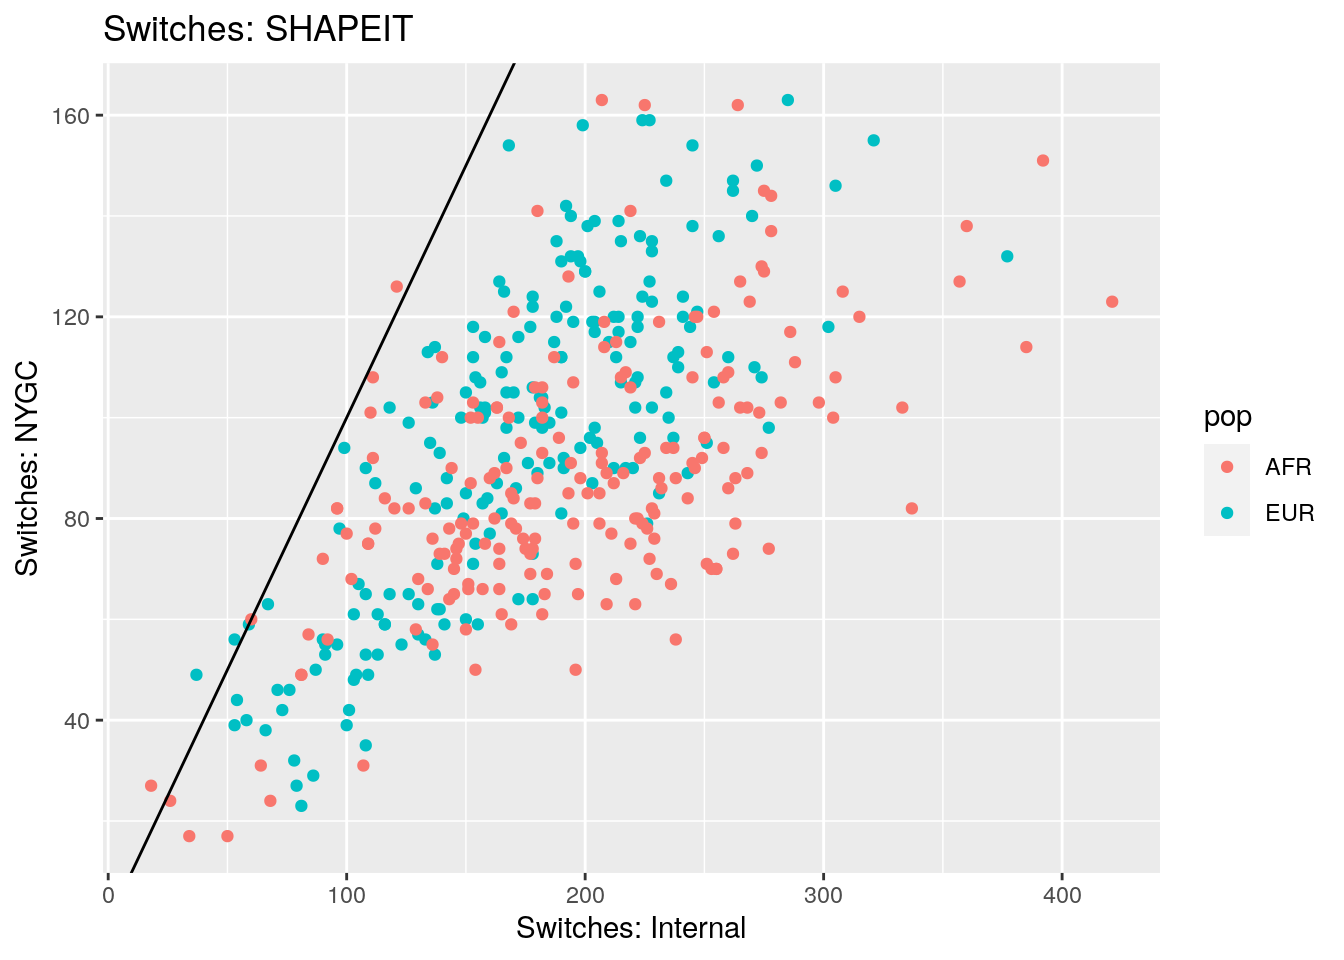 Switches: SHAPEIT
160
120
80
40
Switches: NYGC
0 100 200 300 400
Switches: Internal
pop
AFR
EUR